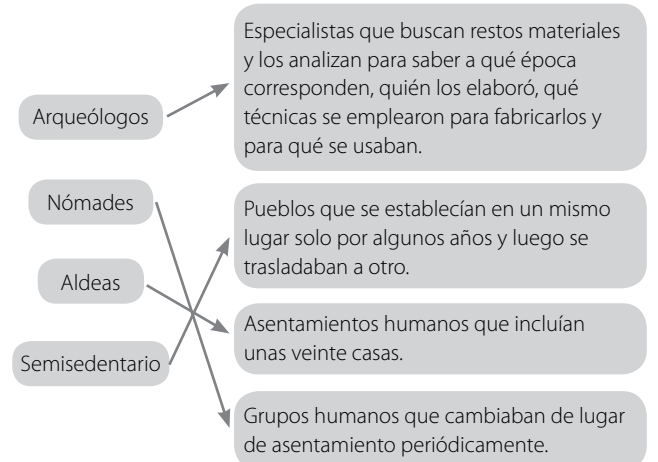 Arqueólogos
Nómades
Aldeas
Semisedentario
Especialistas que buscan restos materiales
y los analizan para saber a qué época
corresponden, quién los elaboró, qué
técnicas se emplearon para fabricarlos y
para qué se usaban.
Pueblos que se establecían en un mismo
lugar solo por algunos años y luego se
trasladaban a otro.
Asentamientos humanos que incluían
unas veinte casas.
Grupos humanos que cambiaban de lugar
de asentamiento periódicamente.